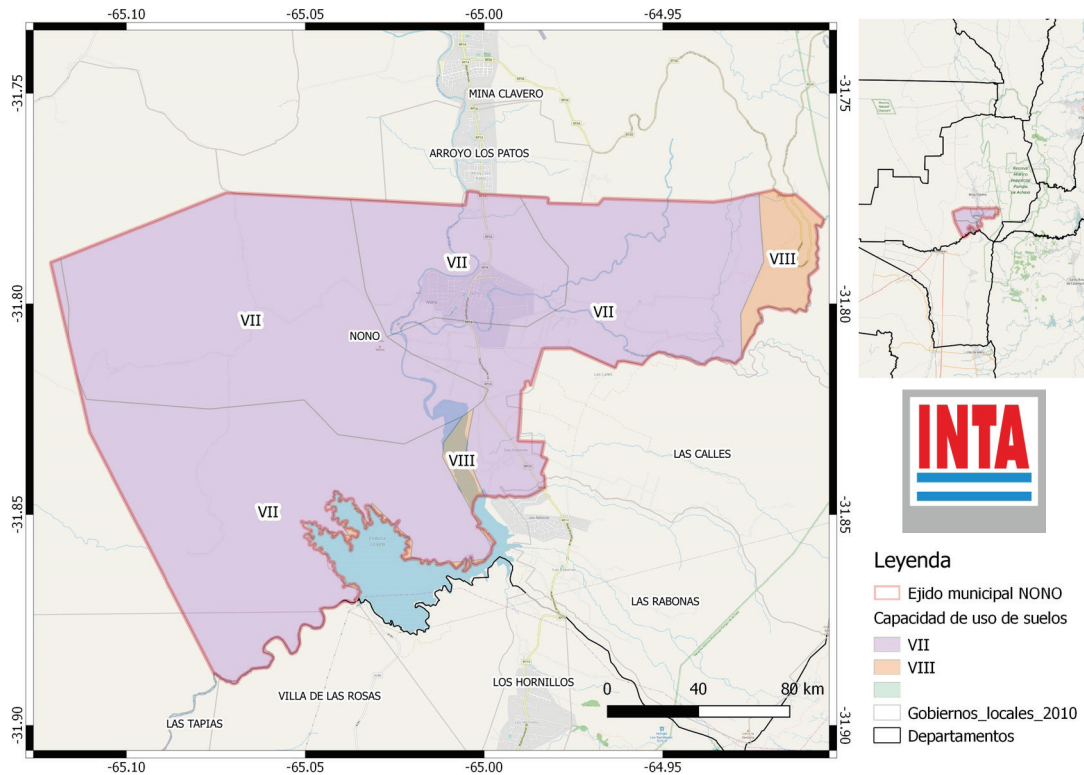 -65.10
-65.05
-65.00
-64.95
-31.75
-31.75
MINA CLAVERO
ARROYO LOS PATOS
VII
VIII
VII
VII
-31.80
-31.80
NONO
VIII
LAS CALLES
VII
-31.85
-31.85
LAS RABONAS
VILLA DE LAS ROSAS
LOS HORNILLOS
LAS TAPIAS
0 40 80 km
-31.90
-31.90
-65.10
-65.05
-65.00
-64.95
INTA
Leyenda
Ejido municipal NONO
Capacidad de uso de suelos
VII
VIII
Gobiernos_locales_2010
Departamentos